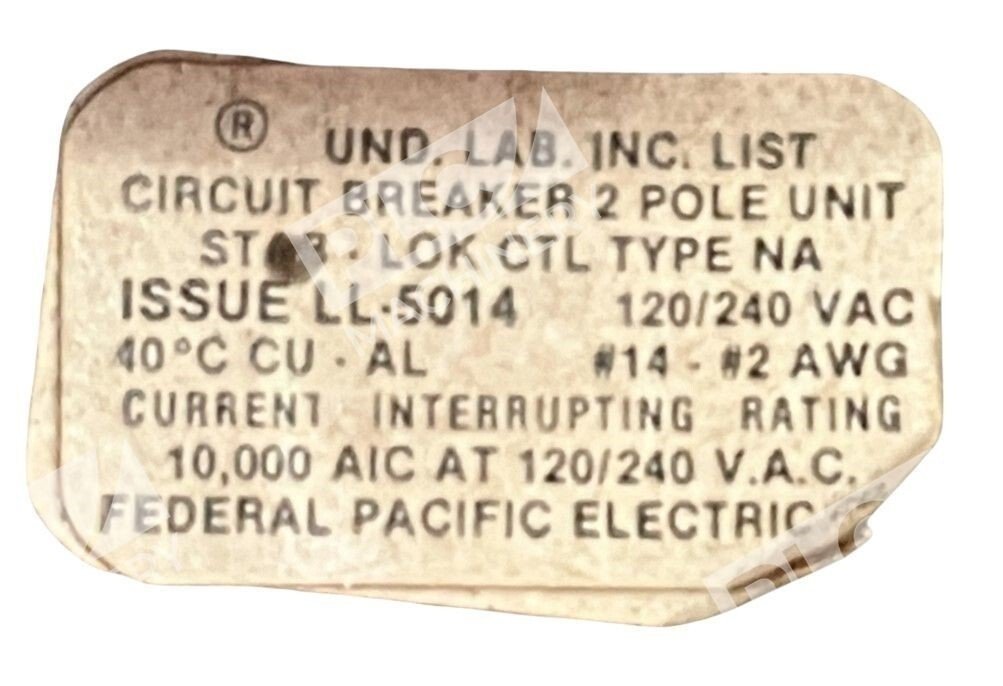 ® UND. LAB. INC. LIST
CIRCUIT BREAKER 2 POLE UNIT
LOK CTL TYPE NA
ISSUE LL-5014 120/240 VAC
40°C CU - AL #14 - #2 AWG
CURRENT INTERRUPTING RATING
10,000 AIC AT 120/240 V.A.C.
FEDERAL PACIFIC ELECTRIC